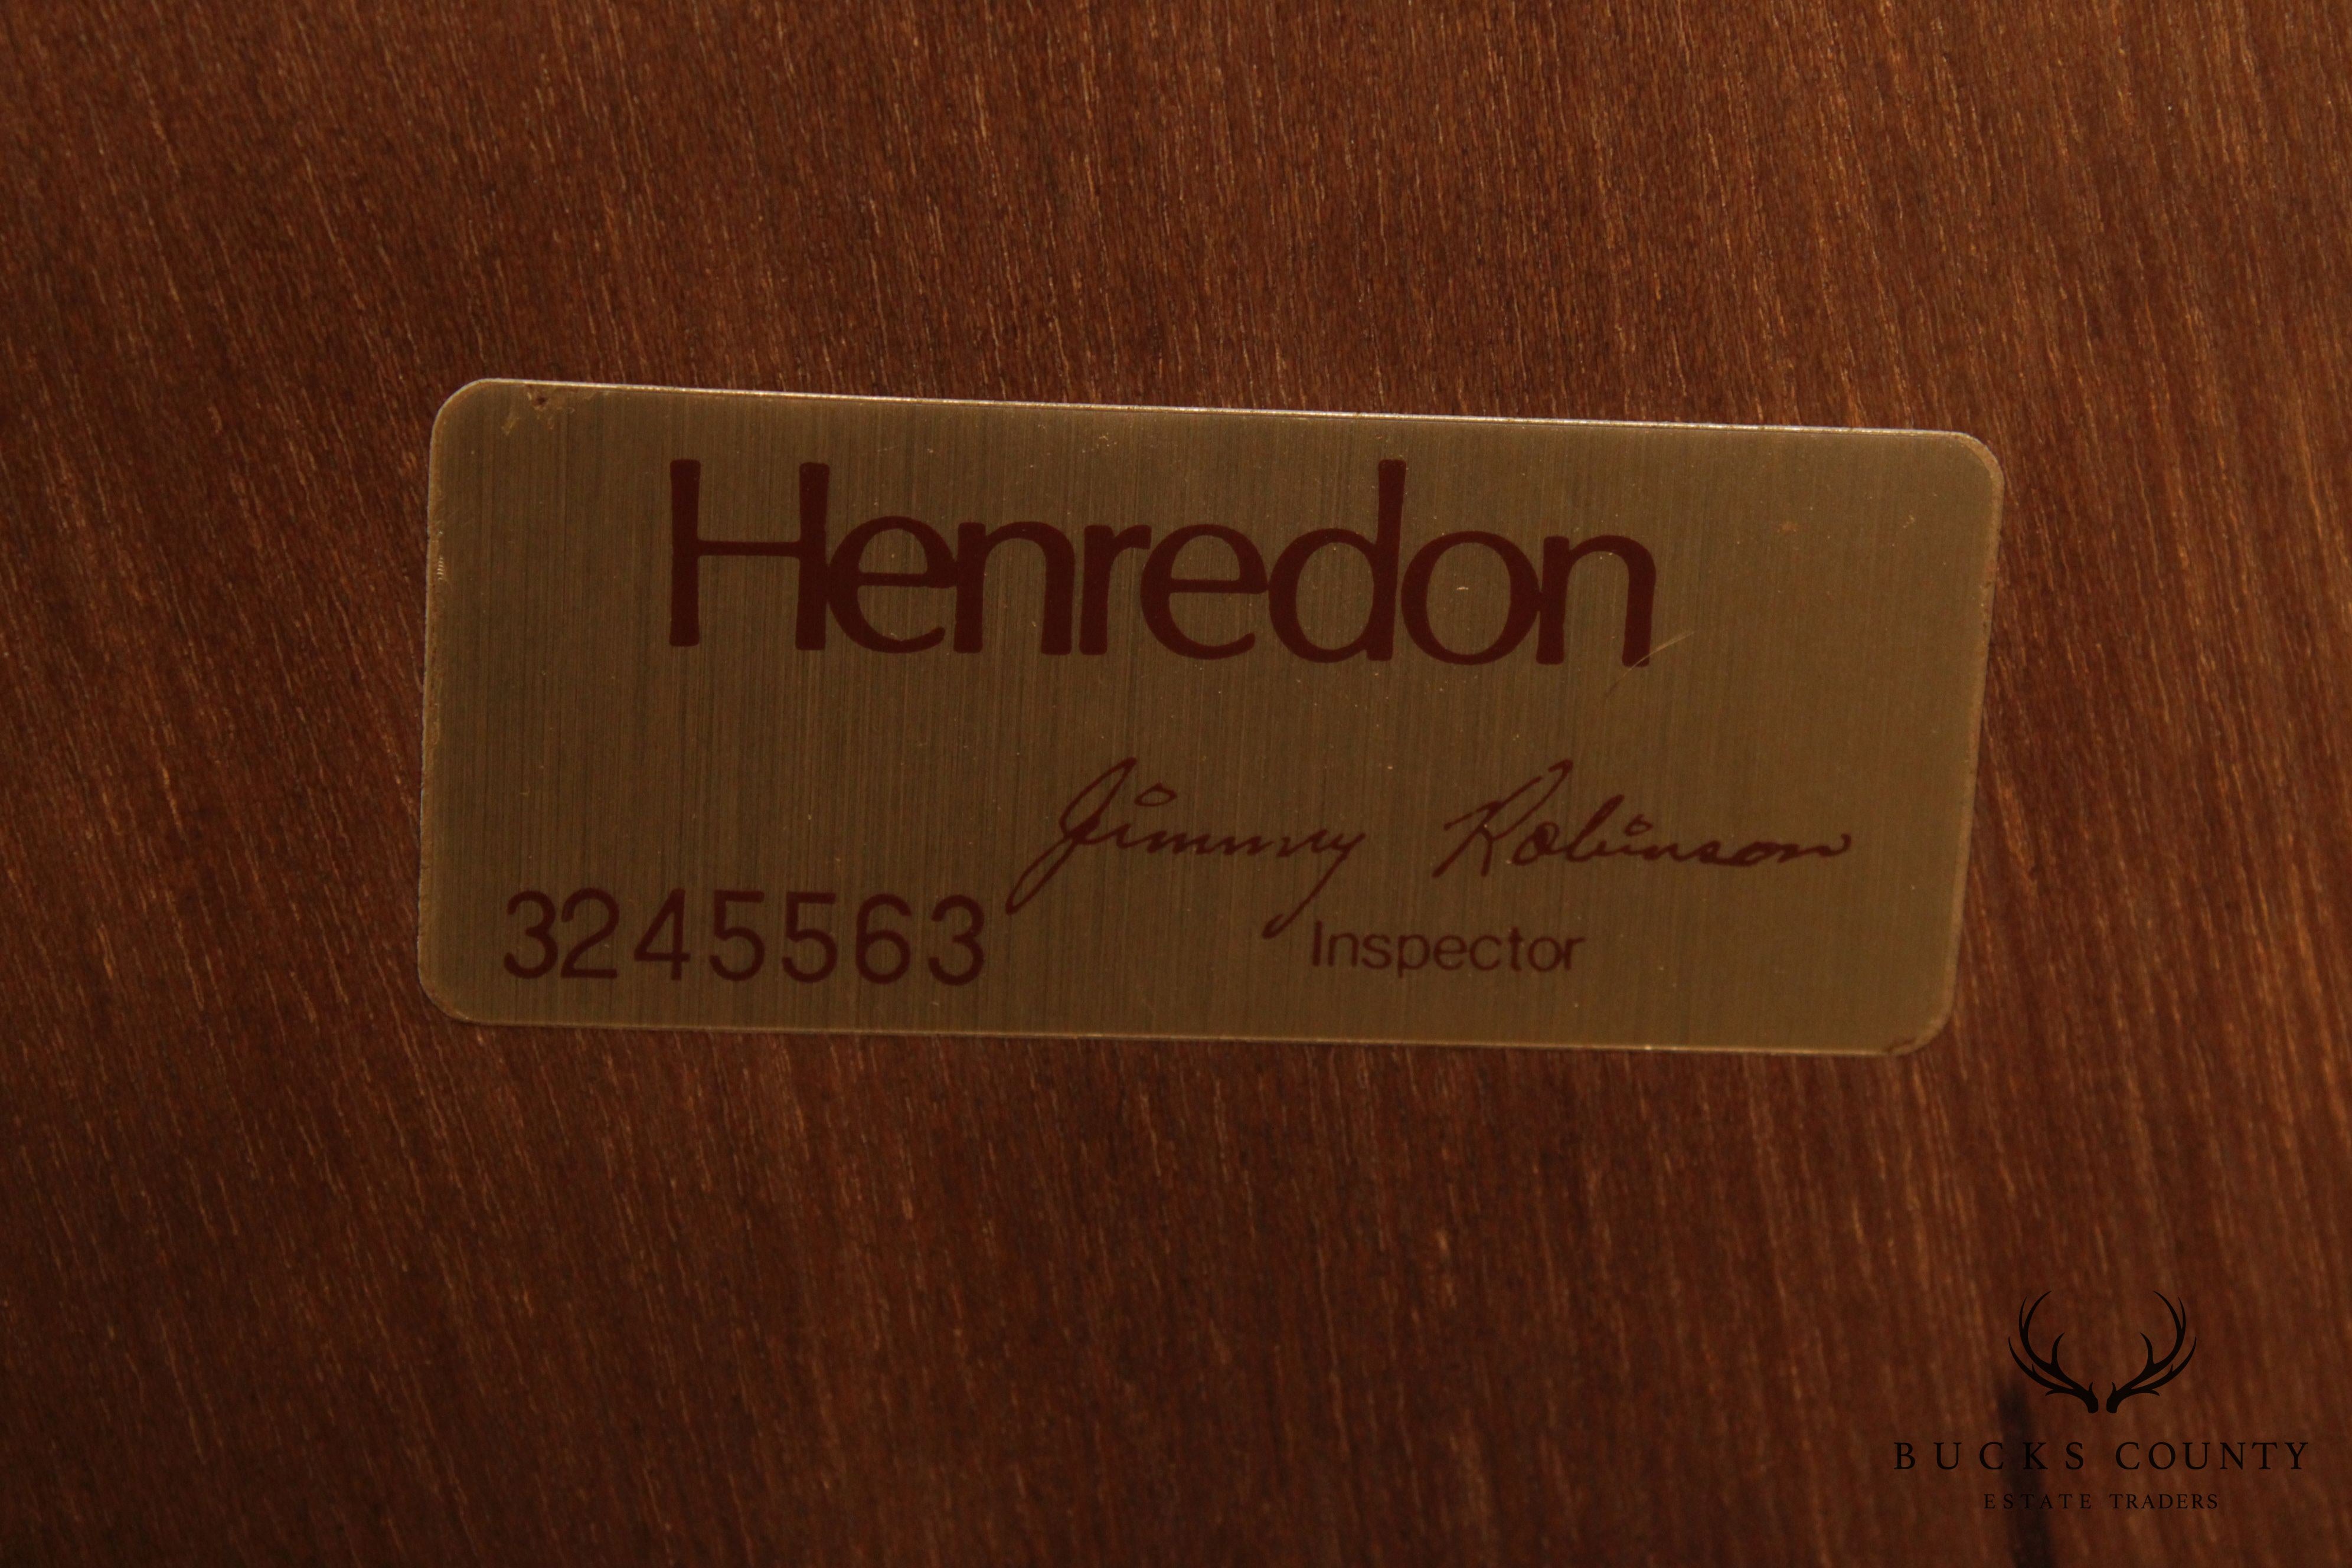 Henredon
Jimmy Robinson
3245563 Inspector
BUCKS COUNTY
ESTATE TRADERS